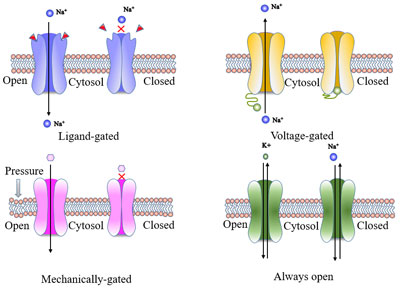 Na⁺ Na⁺
Open Cytosol Closed
Na⁺
Ligand-gated
Na⁺
Open Cytosol Closed
Na⁺
Voltage-gated
Pressure
Open Cytosol Closed
Mechanically-gated
K+ Na⁺
Open Cytosol Closed
Always open